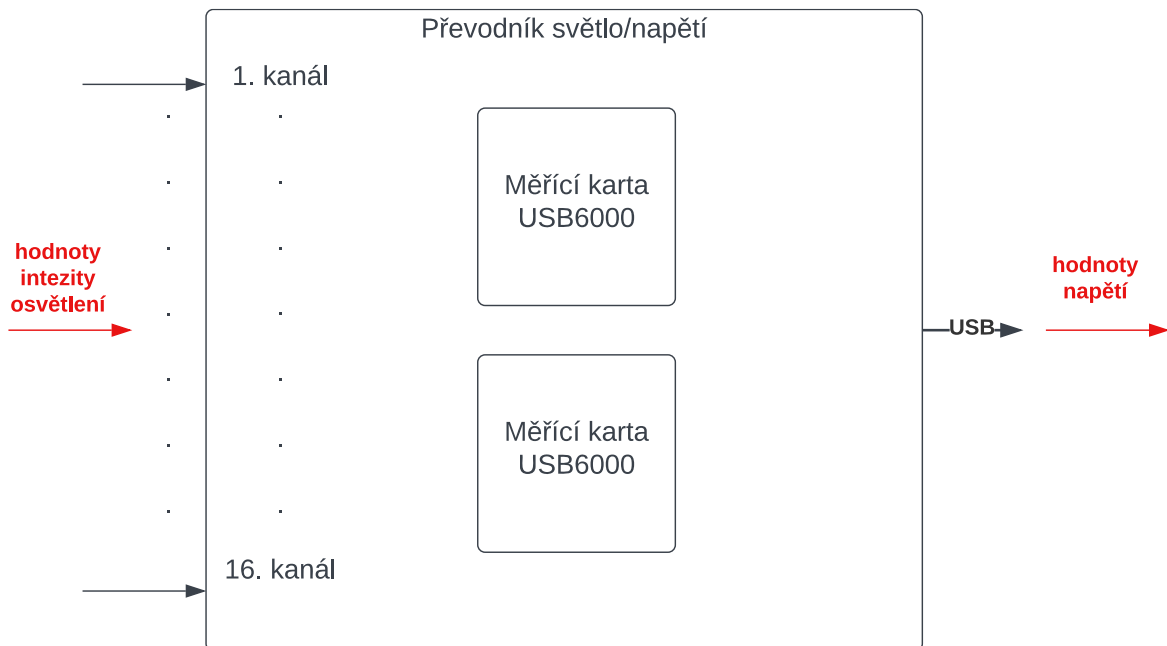 Převodník světlo/napětí
1. kanál
Měřící karta
USB6000
hodnoty
intezity
osvětlení
hodnoty
napětí
USB
Měřící karta
USB6000
16. kanál